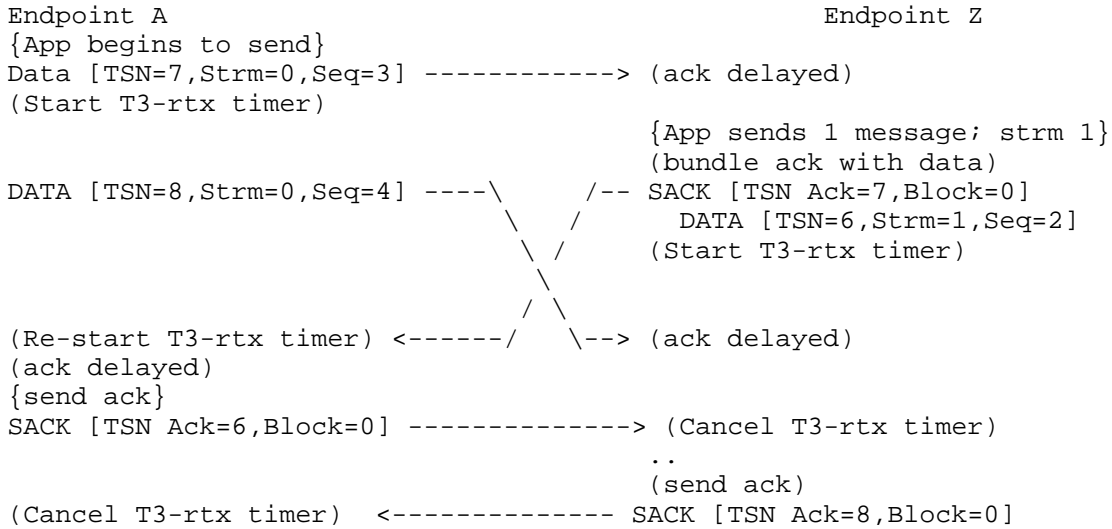 Endpoint A                                         Endpoint Z
{App begins to send}
Data [TSN=7,Strm=0,Seq=3] ------------> (ack delayed)
(Start T3-rtx timer)
                                        {App sends 1 message; strm 1}
                                        (bundle ack with data)
DATA [TSN=8,Strm=0,Seq=4] ----\     /-- SACK [TSN Ack=7,Block=0]
                               \   /      DATA [TSN=6,Strm=1,Seq=2]
                                \ /     (Start T3-rtx timer)
                                 \
                                / \
(Re-start T3-rtx timer) <------/   \--> (ack delayed)
(ack delayed)
{send ack}
SACK [TSN Ack=6,Block=0] --------------> (Cancel T3-rtx timer)
                                        ..
                                        (send ack)
(Cancel T3-rtx timer)  <-------------- SACK [TSN Ack=8,Block=0]